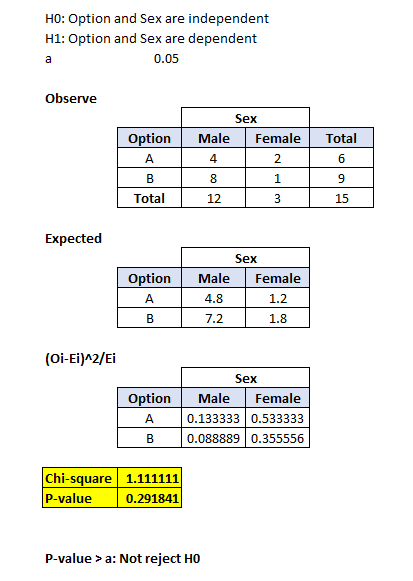 H0: Option and Sex are independent
H1: Option and Sex are dependent
a 0.05
Observe
Sex
Option Male Female Total
A 4 2 6
B 8 1 9
Total 12 3 15
Expected
Sex
Option Male Female
A 4.8 1.2
B 7.2 1.8
(Oi-Ei)^2/Ei
Sex
Option Male Female
A 0.133333 0.533333
B 0.088889 0.355556
Chi-square 1.111111
P-value 0.291841
P-value > a: Not reject H0